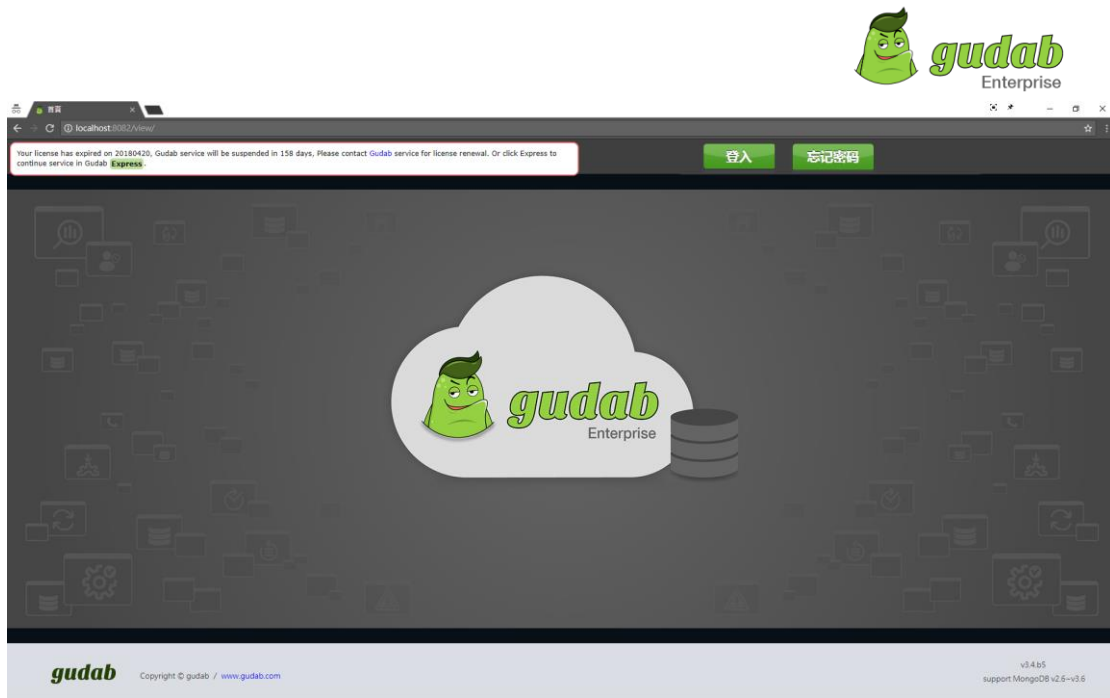 gudab
Enterprise
首頁
localhost:8082/view/
Your license has expired on 20180420, Gudab service will be suspended in 158 days, Please contact Gudab service for license renewal. Or click Express to
continue service in Gudab Express.
登入
忘记密码
gudab
Enterprise
gudab
Copyright © gudab / www.gudab.com
v3.4.b5
support MongoDB v2.6~v3.6